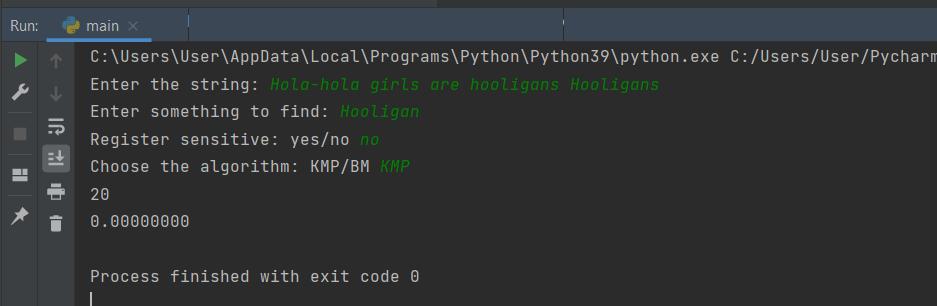 Run: main
C:\Users\User\AppData\Local\Programs\Python\Python39\python.exe C:/Users/User/Pycharm
Enter the string: Hola-hola girls are hooligans Hooligans
Enter something to find: Hooligan
Register sensitive: yes/no no
Choose the algorithm: KMP/BM KMP
20
0.00000000
Process finished with exit code 0